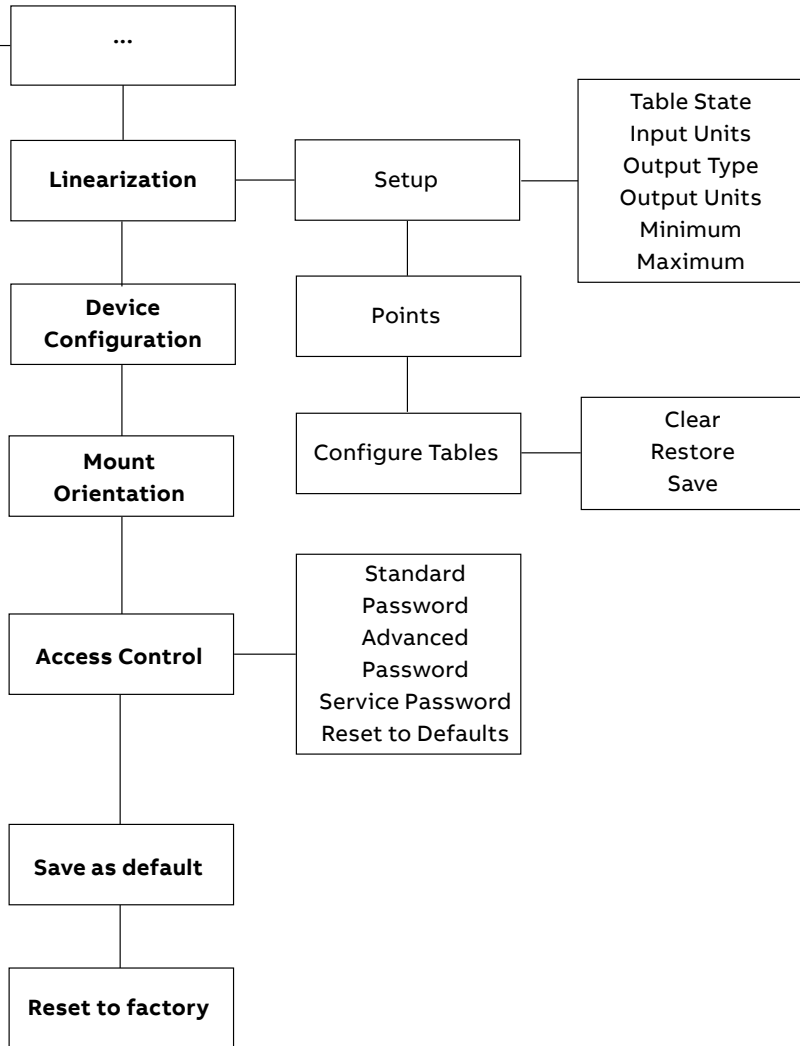 ...
Linearization
Setup
Table State
Input Units
Output Type
Output Units
Minimum
Maximum
Device
Configuration
Points
Mount
Orientation
Configure Tables
Clear
Restore
Save
Access Control
Standard
Password
Advanced
Password
Service Password
Reset to Defaults
Save as default
Reset to factory